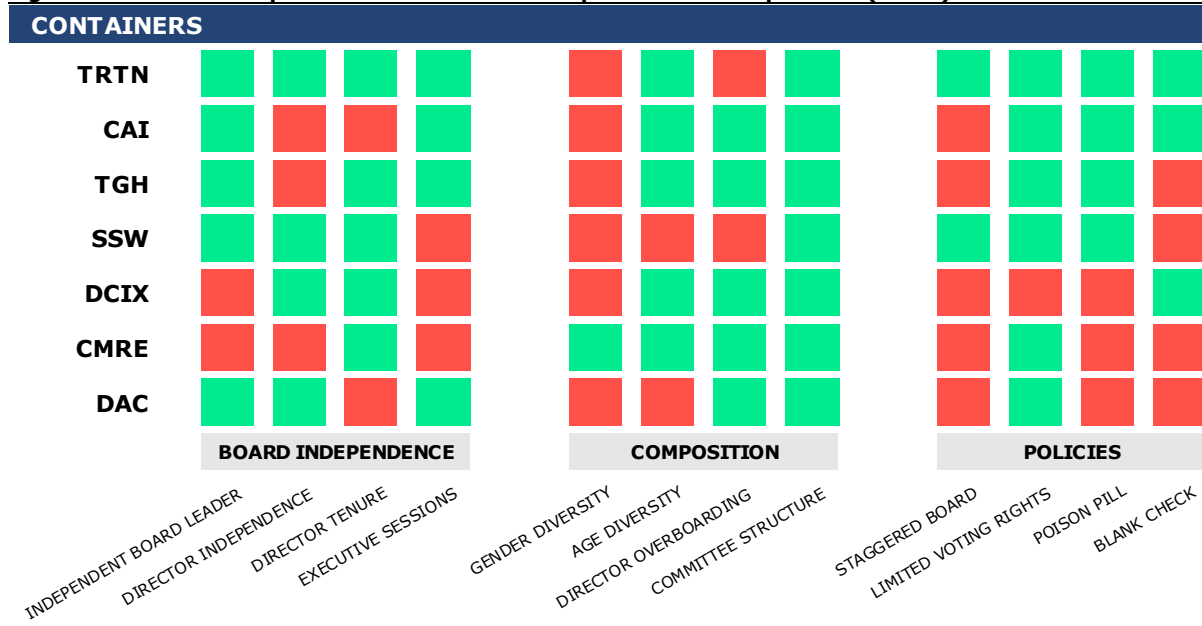 CONTAINERS
TRTN
CAI
TGH
SSW
DCIX
CMRE
DAC
BOARD INDEPENDENCE
COMPOSITION
POLICIES
INDEPENDENT BOARD LEADER
DIRECTOR INDEPENDENCE
DIRECTOR TENURE
EXECUTIVE SESSIONS
GENDER DIVERSITY
AGE DIVERSITY
DIRECTOR OVERBOARDING
COMMITTEE STRUCTURE
STAGGERED BOARD
LIMITED VOTING RIGHTS
POISON PILL
BLANK CHECK